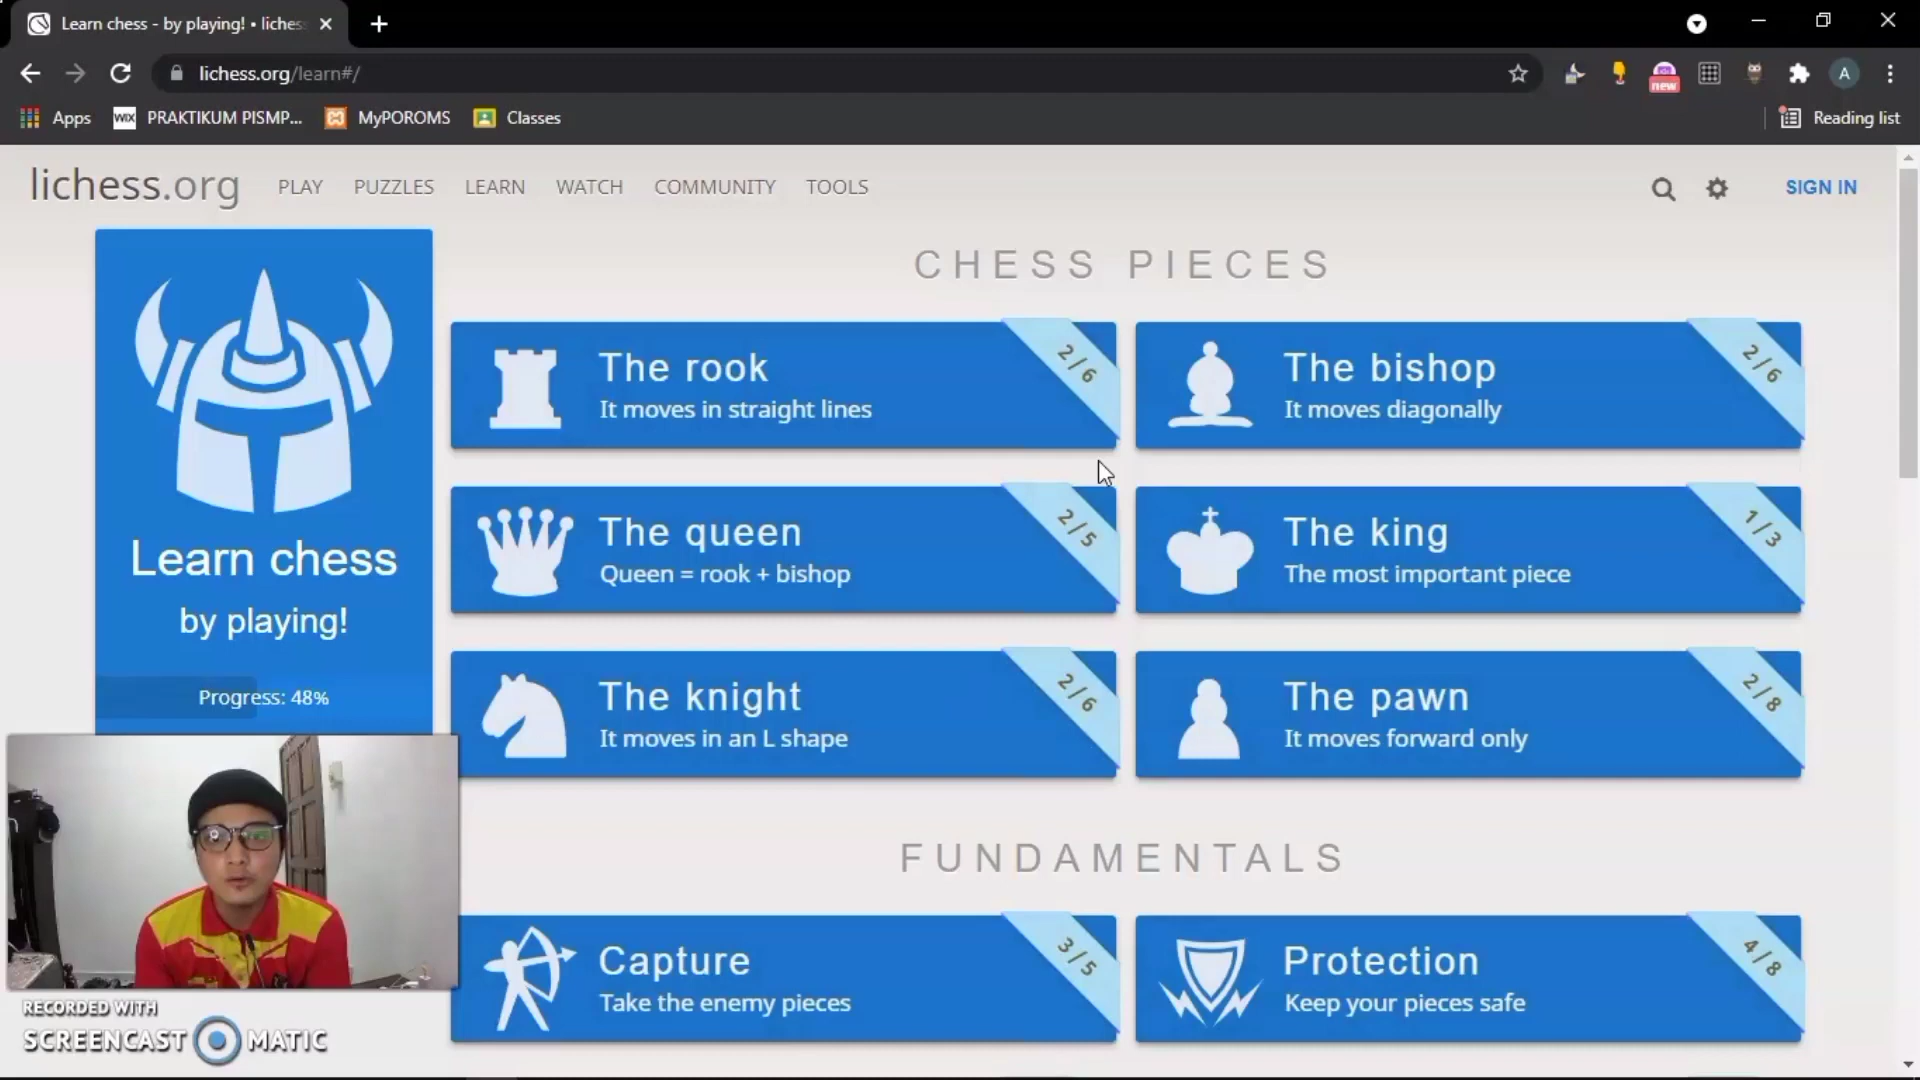 Learn chess - by playing! • liches
lichess.org/learn#/
new
A
Apps
WIX
PRAKTIKUM PISMP...
MyPOROMS
Classes
Reading list
lichess.org
PLAY
PUZZLES
LEARN
WATCH
COMMUNITY
TOOLS
SIGN IN
Learn chess
by playing!
Progress: 48%
CHESS PIECES
The rook
It moves in straight lines
2/6
The bishop
It moves diagonally
2/6
The queen
Queen = rook + bishop
2/5
The king
The most important piece
1/3
The knight
It moves in an L shape
2/6
The pawn
It moves forward only
2/8
FUNDAMENTALS
Capture
Take the enemy pieces
3/5
Protection
Keep your pieces safe
4/8
RECORDED WITH
SCREENCAST MATIC